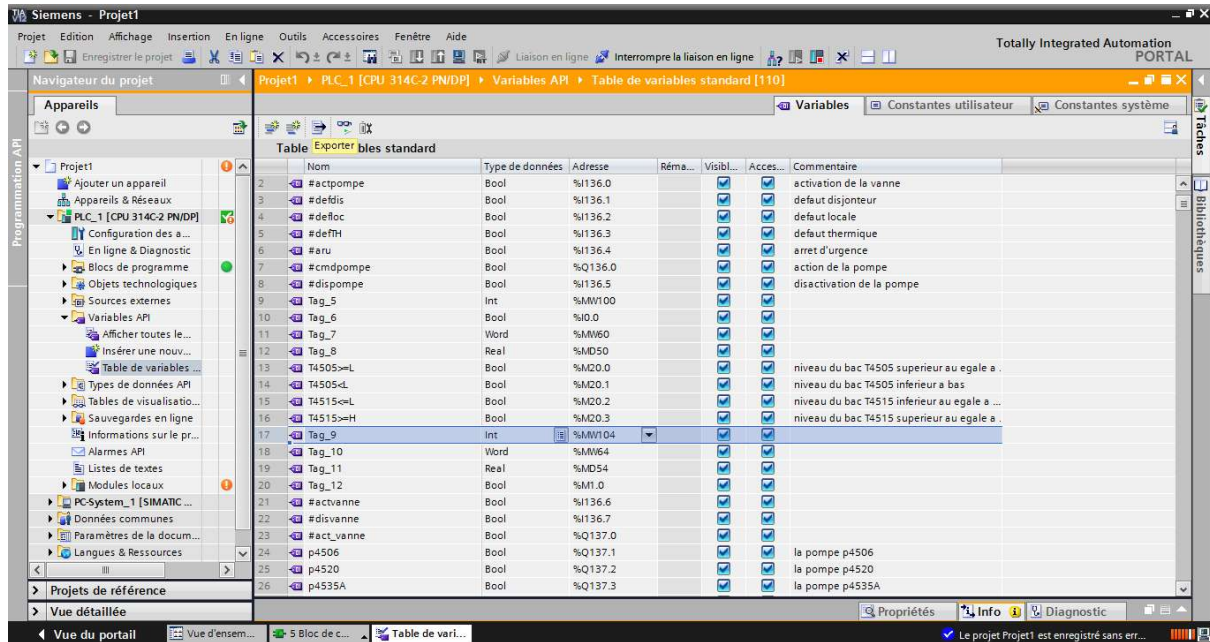 Siemens - Projet1
Projet Edition Affichage Insertion En ligne Outils Accessoires Fenêtre Aide
Totally Integrated Automation
PORTAL
Enregistrer le projet Liaison en ligne Interrompre la liaison en ligne
Navigateur du projet
Projet1 PLC_1 [CPU 314C-2 PN/DP] Variables API Table de variables standard [110]
Appareils
Variables Constantes utilisateur Constantes système
Table Exporter bles standard
Programmation API
Tâches
Bibliothèques
Projet1
Ajouter un appareil
Appareils & Réseaux
PLC_1 [CPU 314C-2 PN/DP]
Configuration des a...
En ligne & Diagnostic
Blocs de programme
Objets technologiques
Sources externes
Variables API
Afficher toutes le...
Insérer une nouv...
Table de variables ...
Types de données API
Tables de visualisatio...
Sauvegardes en ligne
Informations sur le pr...
Alarmes API
Listes de textes
Modules locaux
PC-System_1 [SIMATIC ...
Données communes
Paramètres de la docum...
Langues & Ressources
Projets de référence
Vue détaillée
Nom Type de données Adresse Réma... Visibl... Acces... Commentaire
2 #actpompe Bool %I136.0 activation de la vanne
3 #defdis Bool %I136.1 defaut disjonteur
4 #defloc Bool %I136.2 defaut locale
5 #defTH Bool %I136.3 defaut thermique
6 #aru Bool %I136.4 arret d'urgence
7 #cmdpompe Bool %Q136.0 action de la pompe
8 #dispompe Bool %I136.5 disactivation de la pompe
9 Tag_5 Int %MW100
10 Tag_6 Bool %I0.0
11 Tag_7 Word %MW60
12 Tag_8 Real %MD50
13 T4505>=L Bool %M20.0 niveau du bac T4505 superieur au egale a .
14 T4505<L Bool %M20.1 niveau du bac T4505 inferieur a bas
15 T4515<=L Bool %M20.2 niveau du bac T4515 inferieur au egale a ...
16 T4515>=H Bool %M20.3 niveau du bac T4515 superieur au egale a .
17 Tag_9 Int %MW104
18 Tag_10 Word %MW64
19 Tag_11 Real %MD54
20 Tag_12 Bool %M1.0
21 #actvanne Bool %I136.6
22 #disvanne Bool %I136.7
23 #act_vanne Bool %Q137.0
24 p4506 Bool %Q137.1 la pompe p4506
25 p4520 Bool %Q137.2 la pompe p4520
26 p4535A Bool %Q137.3 la pompe p4535A
Propriétés Info Diagnostic
Vue du portail Vue d'ensem... 5 Bloc de c... Table de vari... Le projet Projet1 est enregistré sans err...